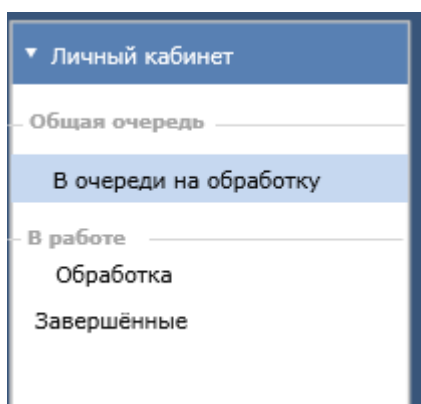 Личный кабинет
Общая очередь
В очереди на обработку
В работе
Обработка
Завершённые